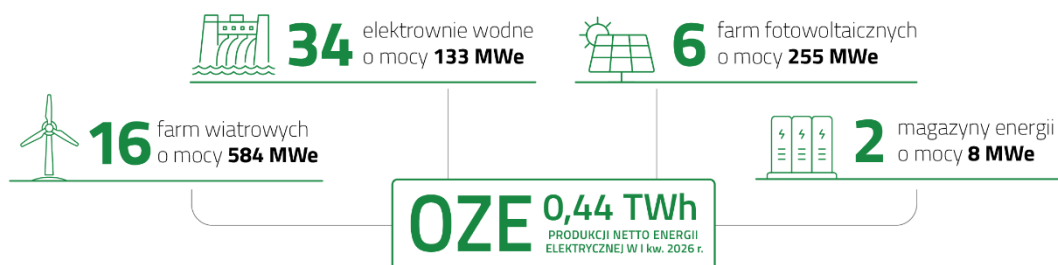 34 elektrownie wodne
o mocy 133 MWe
6 farm fotowoltaicznych
o mocy 255 MWe
16 farm wiatrowych
o mocy 584 MWe
2 magazyny energii
o mocy 8 MWe
OZE 0,44 TWh
PRODUKCJI NETTO ENERGII
ELEKTRYCZNEJ W I kw. 2026 r.